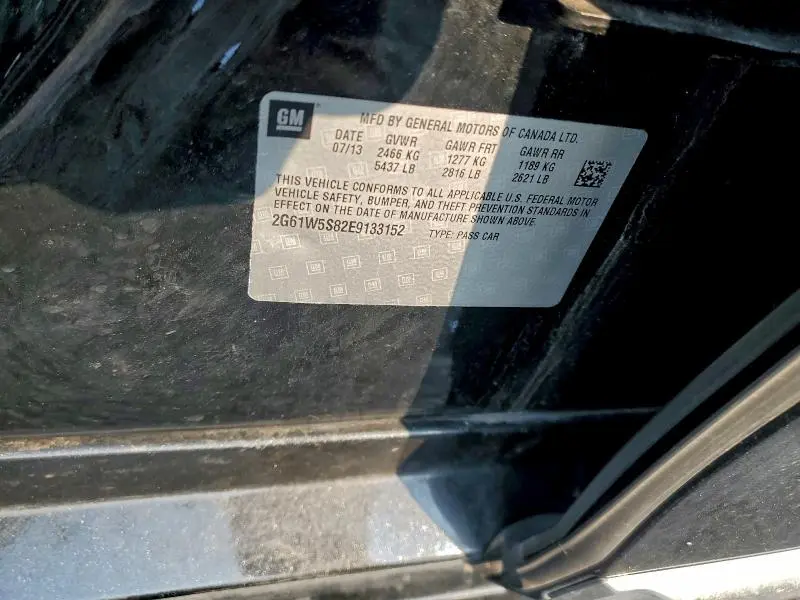 GM
MFD BY GENERAL MOTORS OF CANADA LTD.
DATE GVWR GAWR FRT GAWR RR
07/13 2466 KG 1277 KG 1189 KG
5437 LB 2816 LB 2621 LB
THIS VEHICLE CONFORMS TO ALL APPLICABLE U.S. FEDERAL MOTOR
VEHICLE SAFETY, BUMPER, AND THEFT PREVENTION STANDARDS IN
EFFECT ON THE DATE OF MANUFACTURE SHOWN ABOVE.
2G61W5S82E9133152 TYPE: PASS CAR